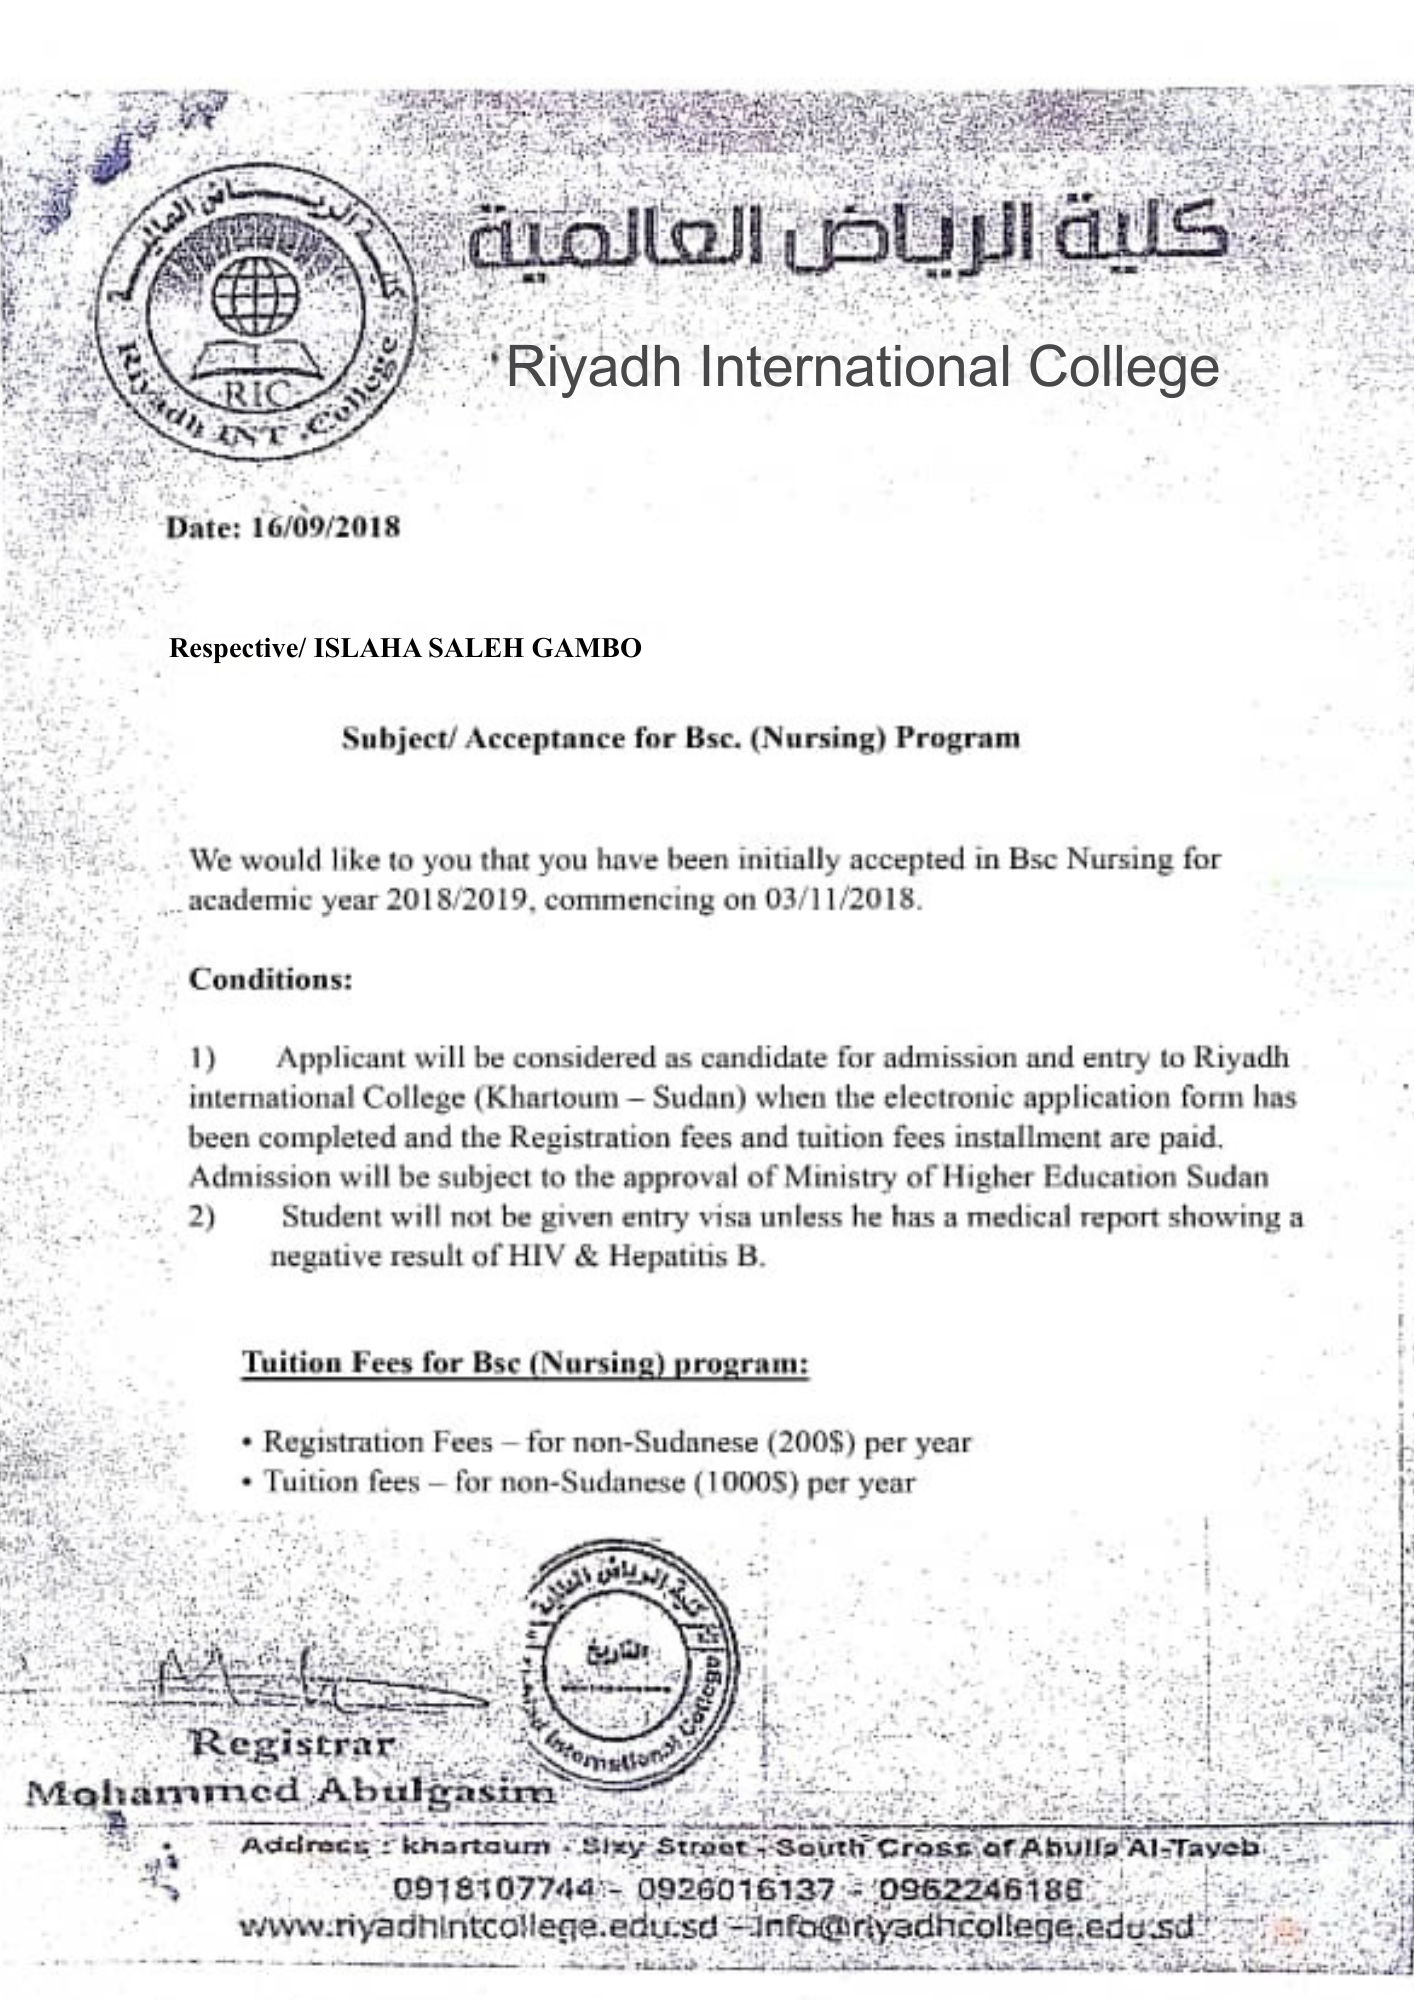 كلية الرياض العالمية
Riyadh International College
كلية الرياض العالمية
RIC
Riyadh INT .College
Date: 16/09/2018
Respective/ ISLAHA SALEH GAMBO
Subject/ Acceptance for Bsc. (Nursing) Program
We would like to you that you have been initially accepted in Bsc Nursing for
academic year 2018/2019, commencing on 03/11/2018.
Conditions:
1) Applicant will be considered as candidate for admission and entry to Riyadh
international College (Khartoum – Sudan) when the electronic application form has
been completed and the Registration fees and tuition fees installment are paid.
Admission will be subject to the approval of Ministry of Higher Education Sudan
2) Student will not be given entry visa unless he has a medical report showing a
negative result of HIV & Hepatitis B.
Tuition Fees for Bsc (Nursing) program:
• Registration Fees – for non-Sudanese (200$) per year
• Tuition fees – for non-Sudanese (1000$) per year
كلية الرياض العالمية
التاريخ
International College
Registrar
Mohammed Abulgasim
Address : khartoum - Sixy Street - South Cross of Abulla Al-Tayeb
0918107744 - 0926016137 - 0962246186
www.riyadhintcollege.edu.sd - Info@riyadhcollege.edu.sd